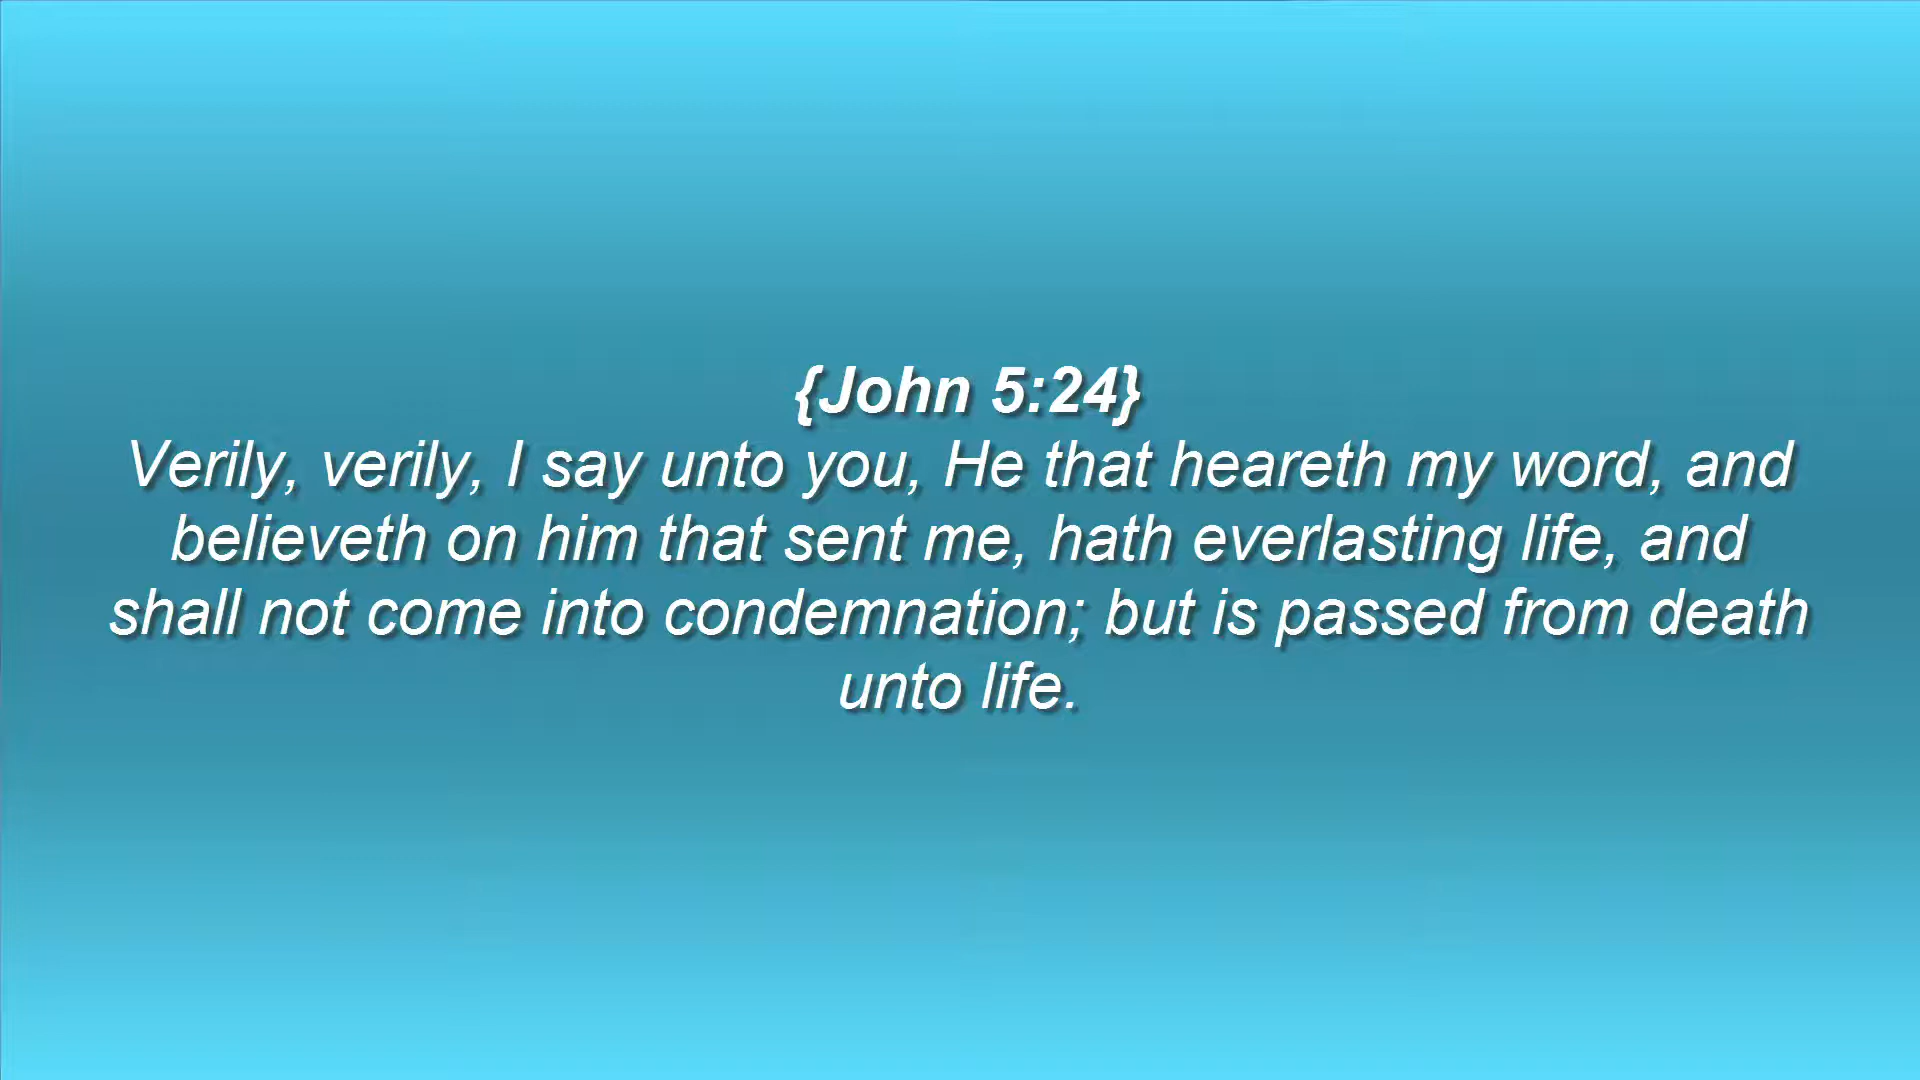 {John 5:24}
Verily, verily, I say unto you, He that heareth my word, and
believeth on him that sent me, hath everlasting life, and
shall not come into condemnation; but is passed from death
unto life.